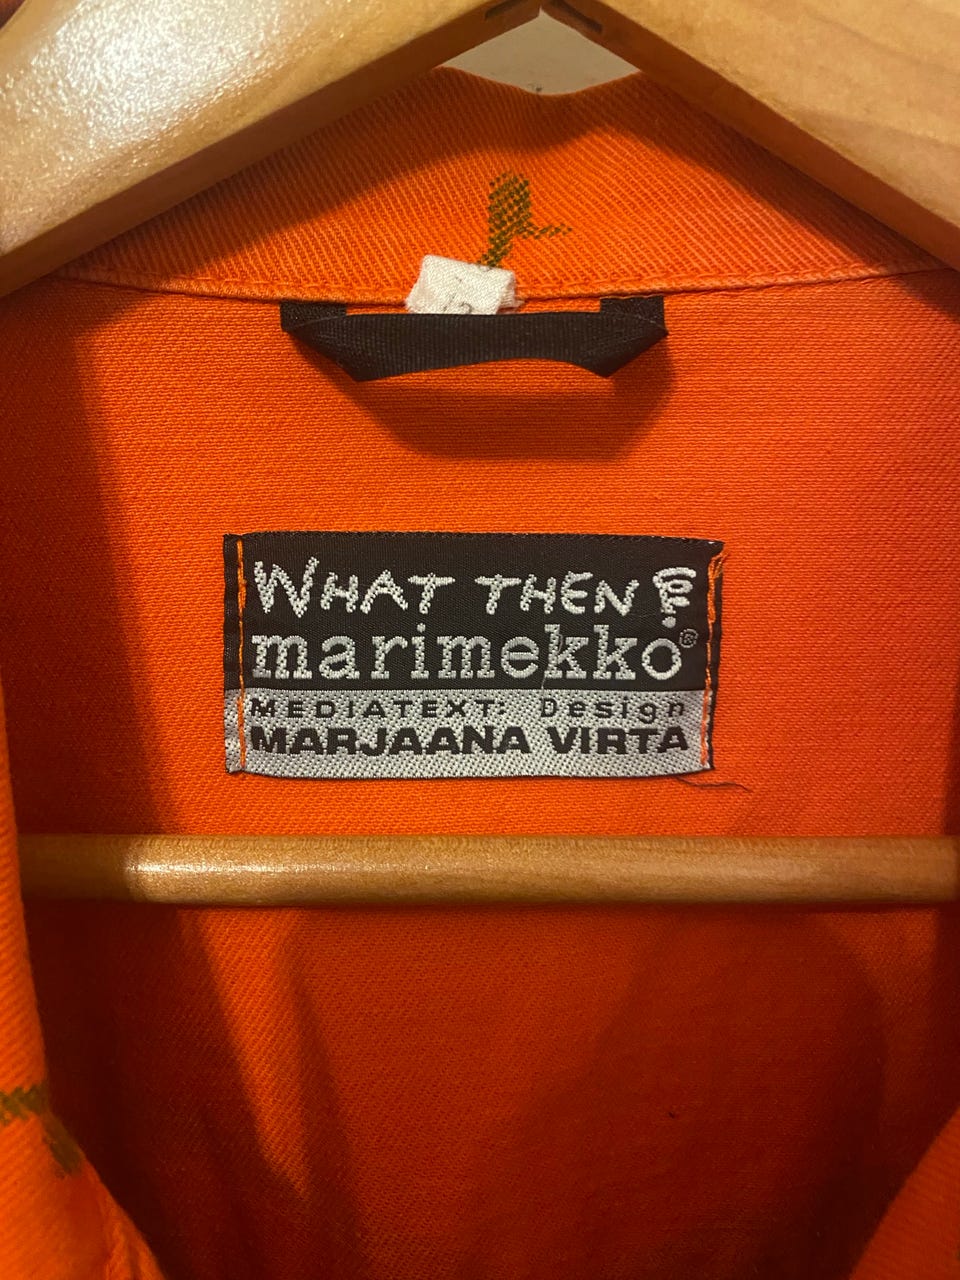 WHAT THEN?
marimekko®
MEDIATEXT: Design
MARJAANA VIRTA